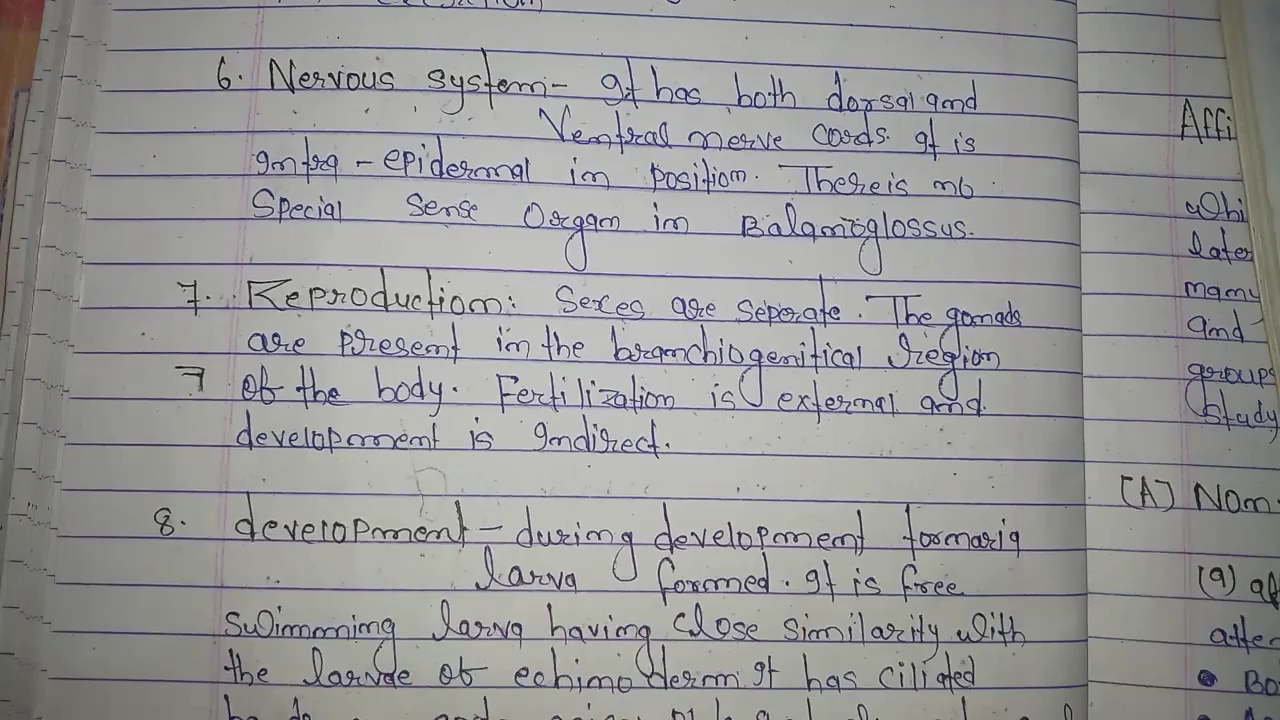 6. Nervous system- It has both dorsal and
Ventral nerve cords. It is
Intra-epidermal in position. There is no
Special Sense Organ in Balanoglossus.
7. Reproduction: Sexes are Seperate. The gonads
are present in the branchiogenitical region
7 of the body. Fertilization is external and
development is Indirect.
8. development - during development formaria
larva formed. It is free
swimming larva having close similarity with
the larvae of echinoderm It has ciliated
Affi
whi
later
many
and
groups
study
(A) Non
(a)
Bo